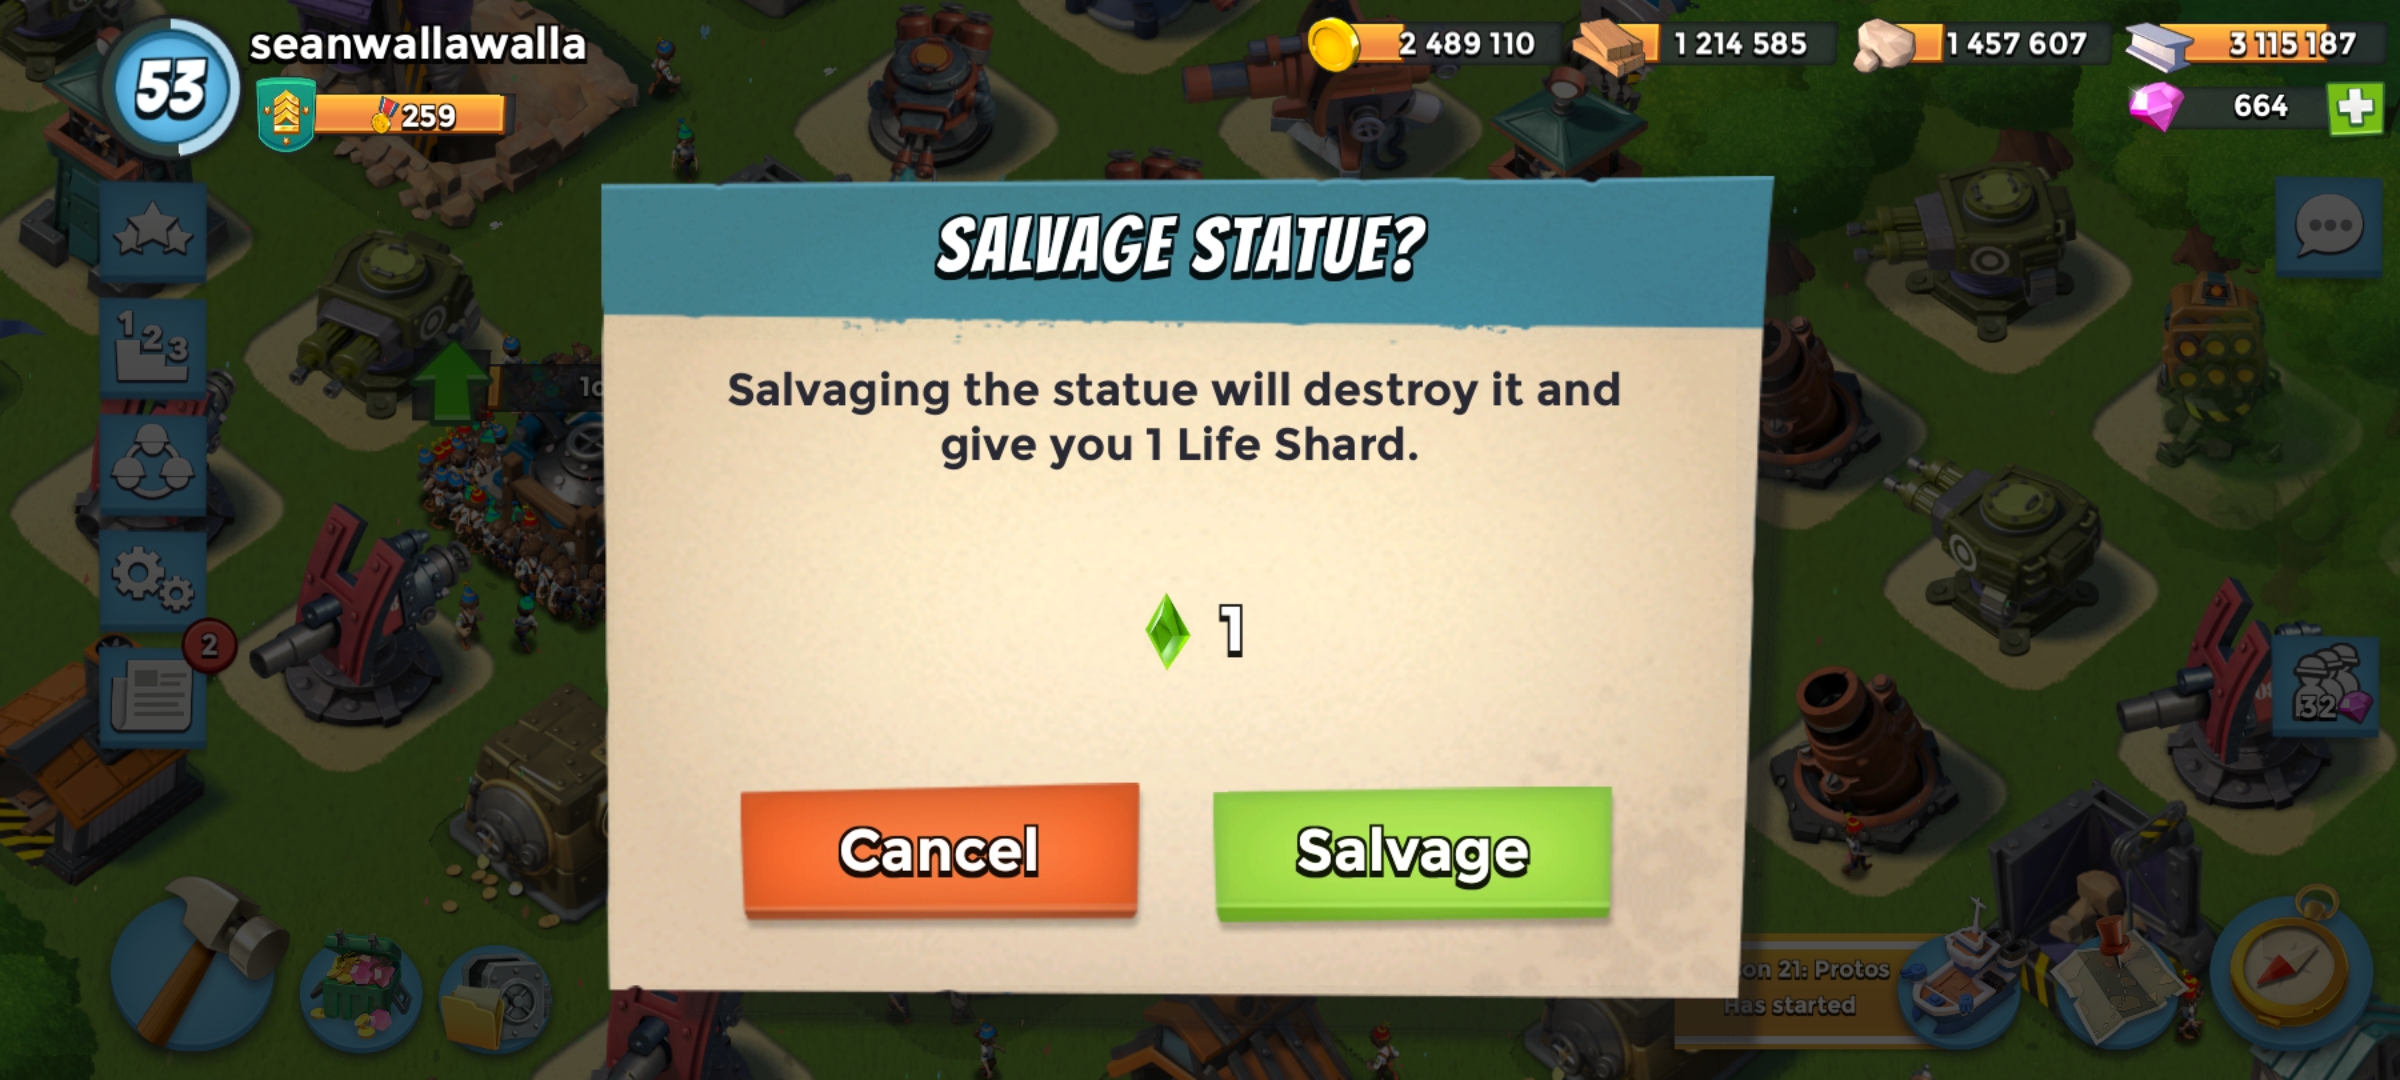 53
seanwallawalla
259
2 489 110
1 214 585
1 457 607
3 115 187
664
SALVAGE STATUE?
Salvaging the statue will destroy it and
give you 1 Life Shard.
1
Cancel
Salvage
1 2 3
2
32
on 21: Protos
Has started